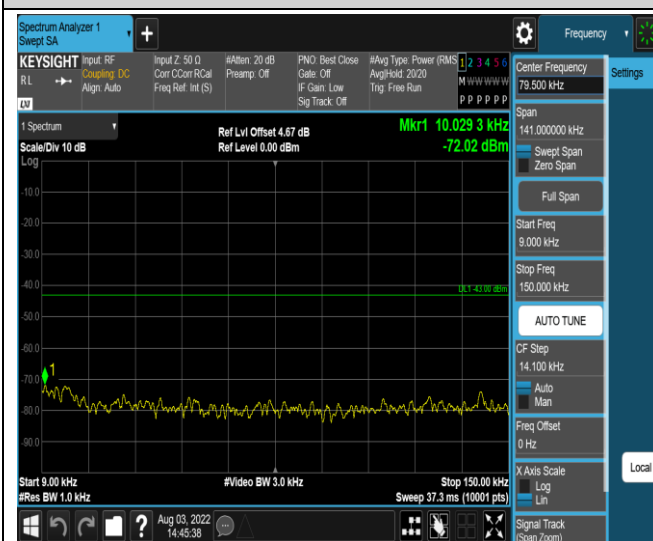 Spectrum Analyzer 1
Swept SA
+
Frequency
KEYSIGHT
RL
LXI
Input: RF
Coupling: DC
Align: Auto
Input Z: 50 Ω
Corr CCorr RCal
Freq Ref: Int (S)
#Atten: 20 dB
Preamp: Off
PNO: Best Close
Gate: Off
IF Gain: Low
Sig Track: Off
#Avg Type: Power (RMS
Avg|Hold: 20/20
Trig: Free Run
1 2 3 4 5 6
M W W W W W
P P P P P P
Center Frequency
79.500 kHz
Settings
Span
141.000000 kHz
Swept Span
Zero Span
Full Span
Start Freq
9.000 kHz
Stop Freq
150.000 kHz
AUTO TUNE
CF Step
14.100 kHz
Auto
Man
Freq Offset
0 Hz
X Axis Scale
Log
Lin
Signal Track
(Span Zoom)
Local
1 Spectrum
Scale/Div 10 dB
Log
Ref Lvl Offset 4.67 dB
Ref Level 0.00 dBm
Mkr1 10.029 3 kHz
-72.02 dBm
-10.0
-20.0
-30.0
-40.0
DL1 -43.00 dBm
-50.0
-60.0
-70.0
1
-80.0
-90.0
Start 9.00 kHz
#Res BW 1.0 kHz
#Video BW 3.0 kHz
Stop 150.00 kHz
Sweep 37.3 ms (10001 pts)
?
Aug 03, 2022
14:45:38